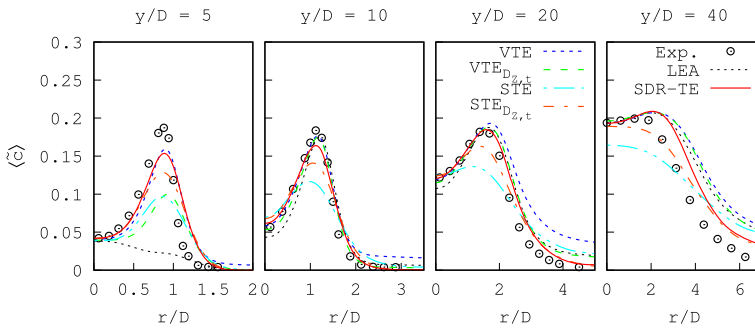 y/D = 5
y/D = 10
y/D = 20
y/D = 40
0.3
0.25
0.2
0.15
0.1
0.05
0
⟨c̃⟩
VTE
VTE_{D_{Z,t}}
STE
STE_{D_{Z,t}}
Exp.
LEA
SDR-TE
0 0.5 1 1.5 2
0 1 2 3
0 2 4
0 2 4 6
r/D
r/D
r/D
r/D